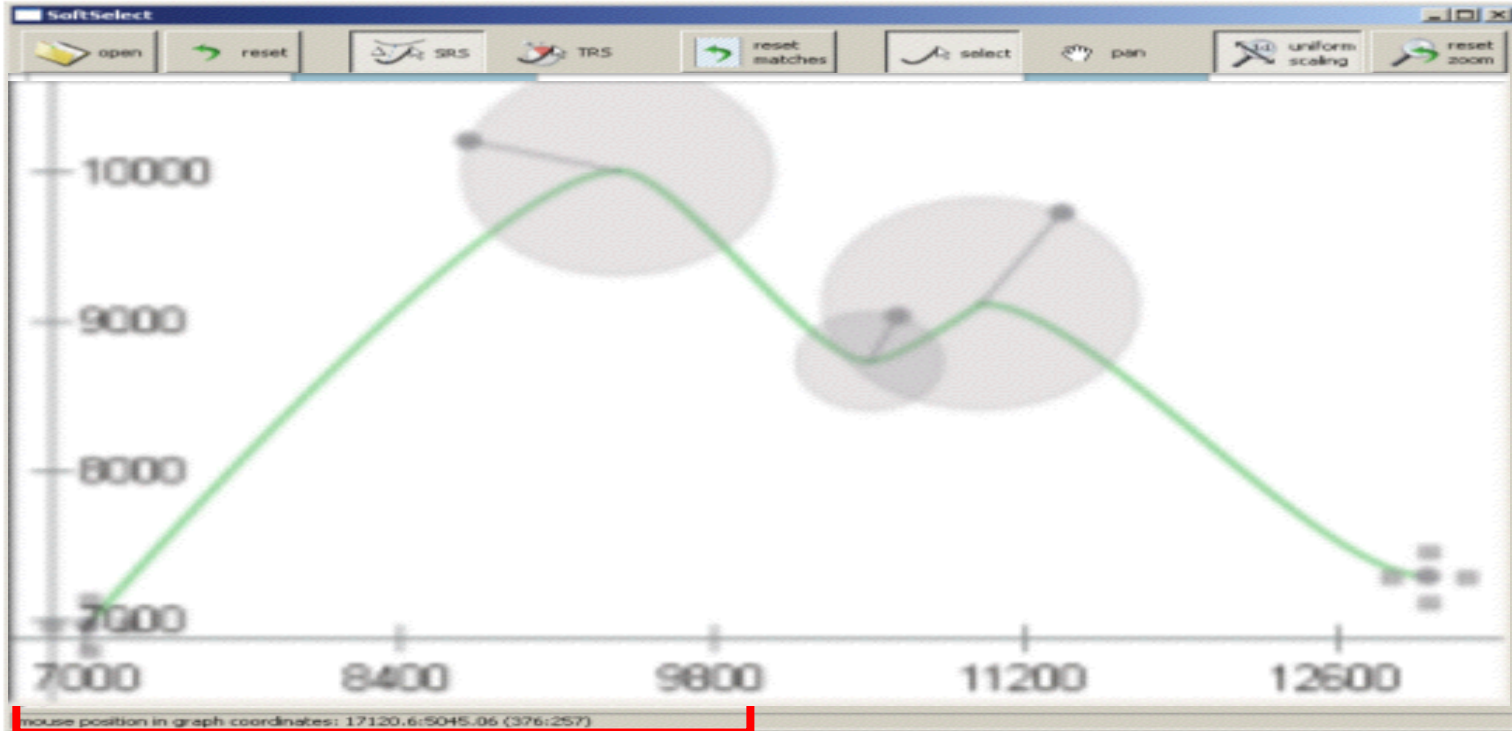 SoftSelect
open reset SRS TRS reset matches select pan uniform scaling reset zoom
10000
9000
8000
7000
7000 8400 9800 11200 12600
mouse position in graph coordinates: 17120.6:5045.06 (376:257)